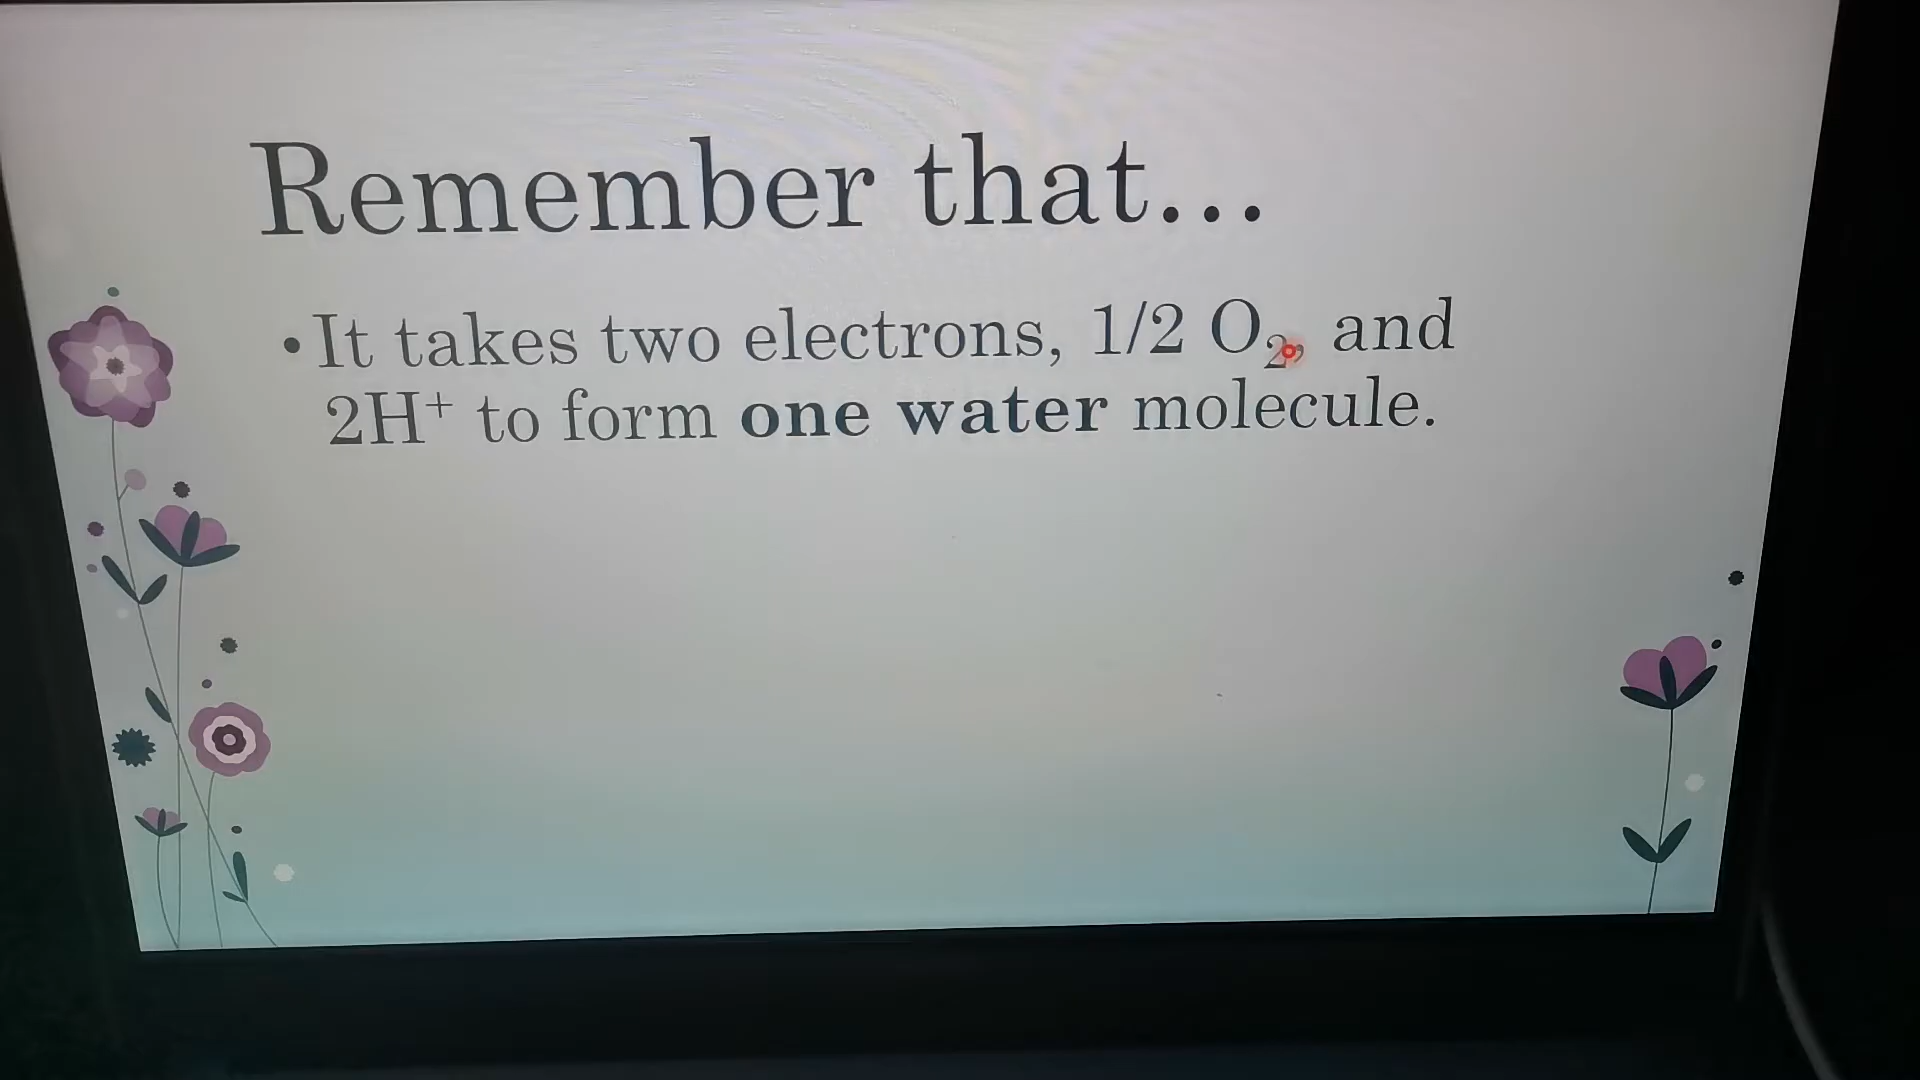 Remember that...
• It takes two electrons, 1/2 O₂, and
2H⁺ to form one water molecule.